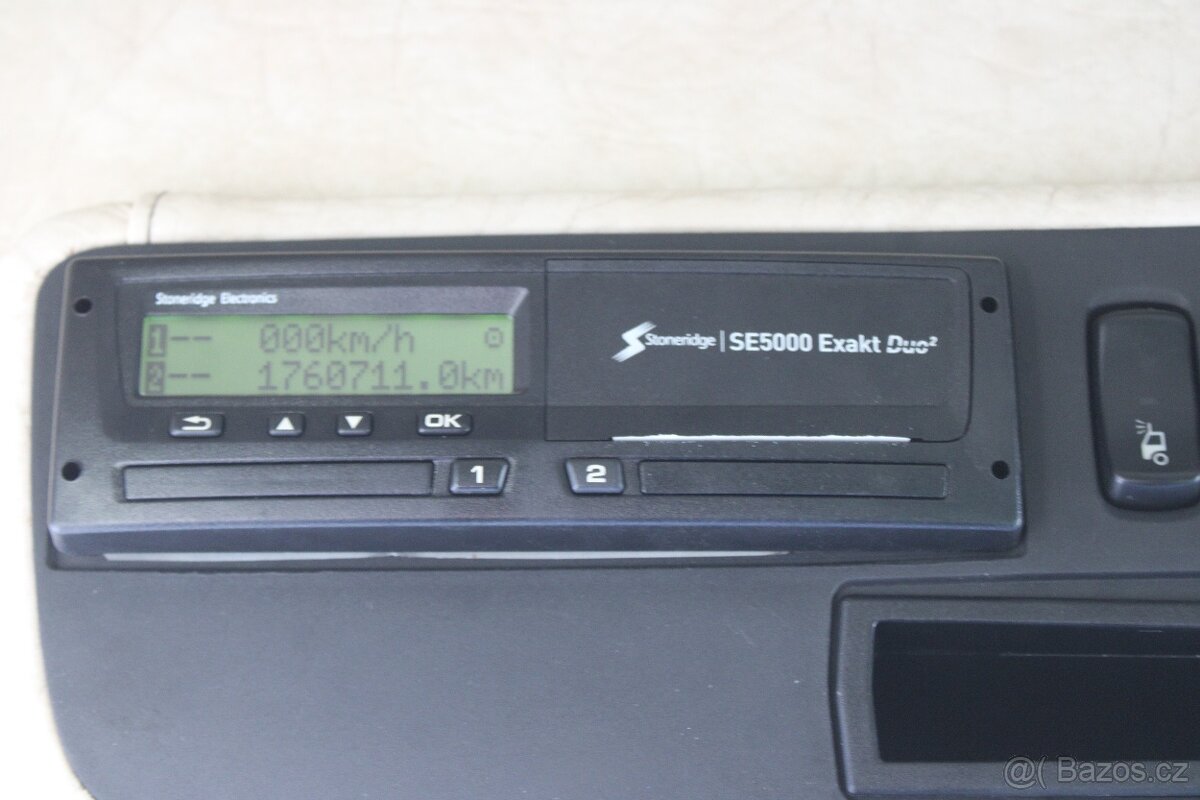 Stoneridge Electronics
1-- 000km/h
2-- 1760711.0km
OK
1
2
Stoneridge | SE5000 Exakt Duo²
@( Bazos.cz